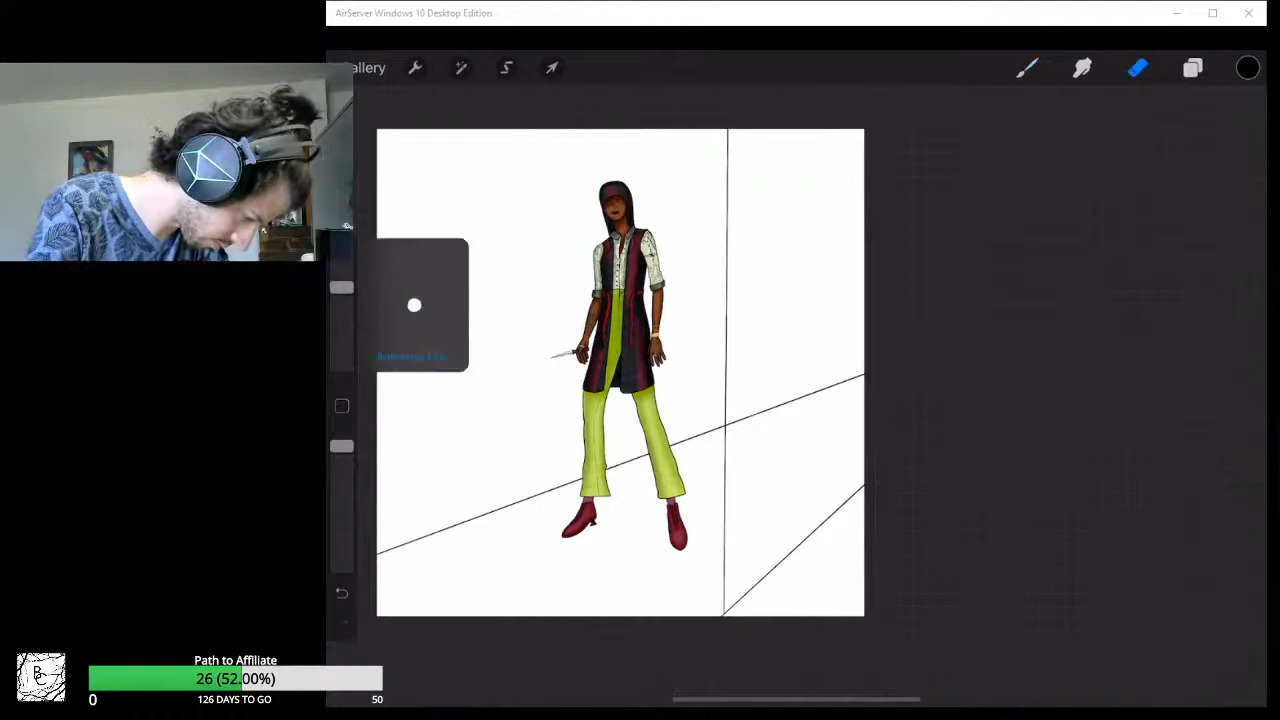 AirServer Windows 10 Desktop Edition
allery
Path to Affiliate
26 (52.00%)
0
126 DAYS TO GO
50